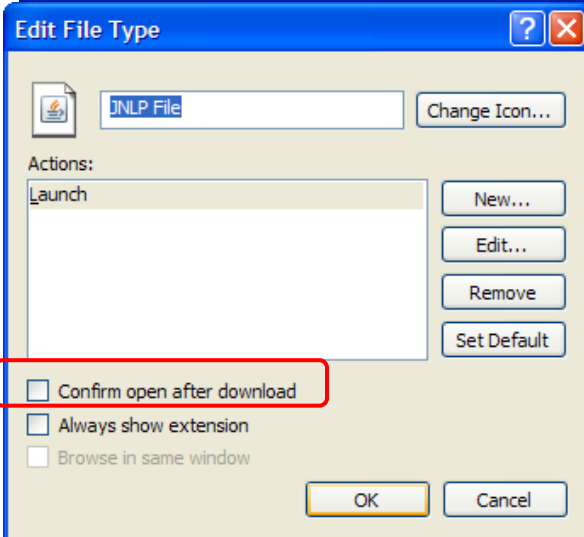 Edit File Type
JNLP File
Change Icon...
Actions:
Launch
New...
Edit...
Remove
Set Default
Confirm open after download
Always show extension
Browse in same window
OK
Cancel